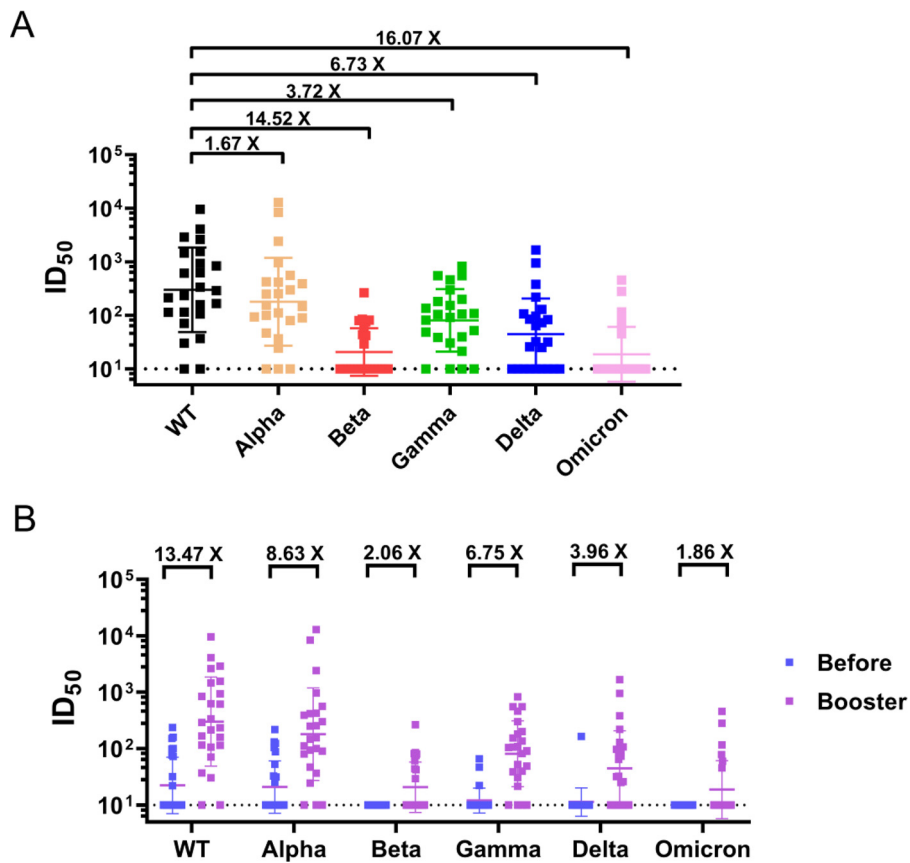 A
16.07 X
6.73 X
3.72 X
14.52 X
1.67 X
10⁵
10⁴
10³
10²
10¹
ID₅₀
WT Alpha Beta Gamma Delta Omicron
B
13.47 X 8.63 X 2.06 X 6.75 X 3.96 X 1.86 X
10⁵
10⁴
10³
10²
10¹
ID₅₀
Before
Booster
WT Alpha Beta Gamma Delta Omicron